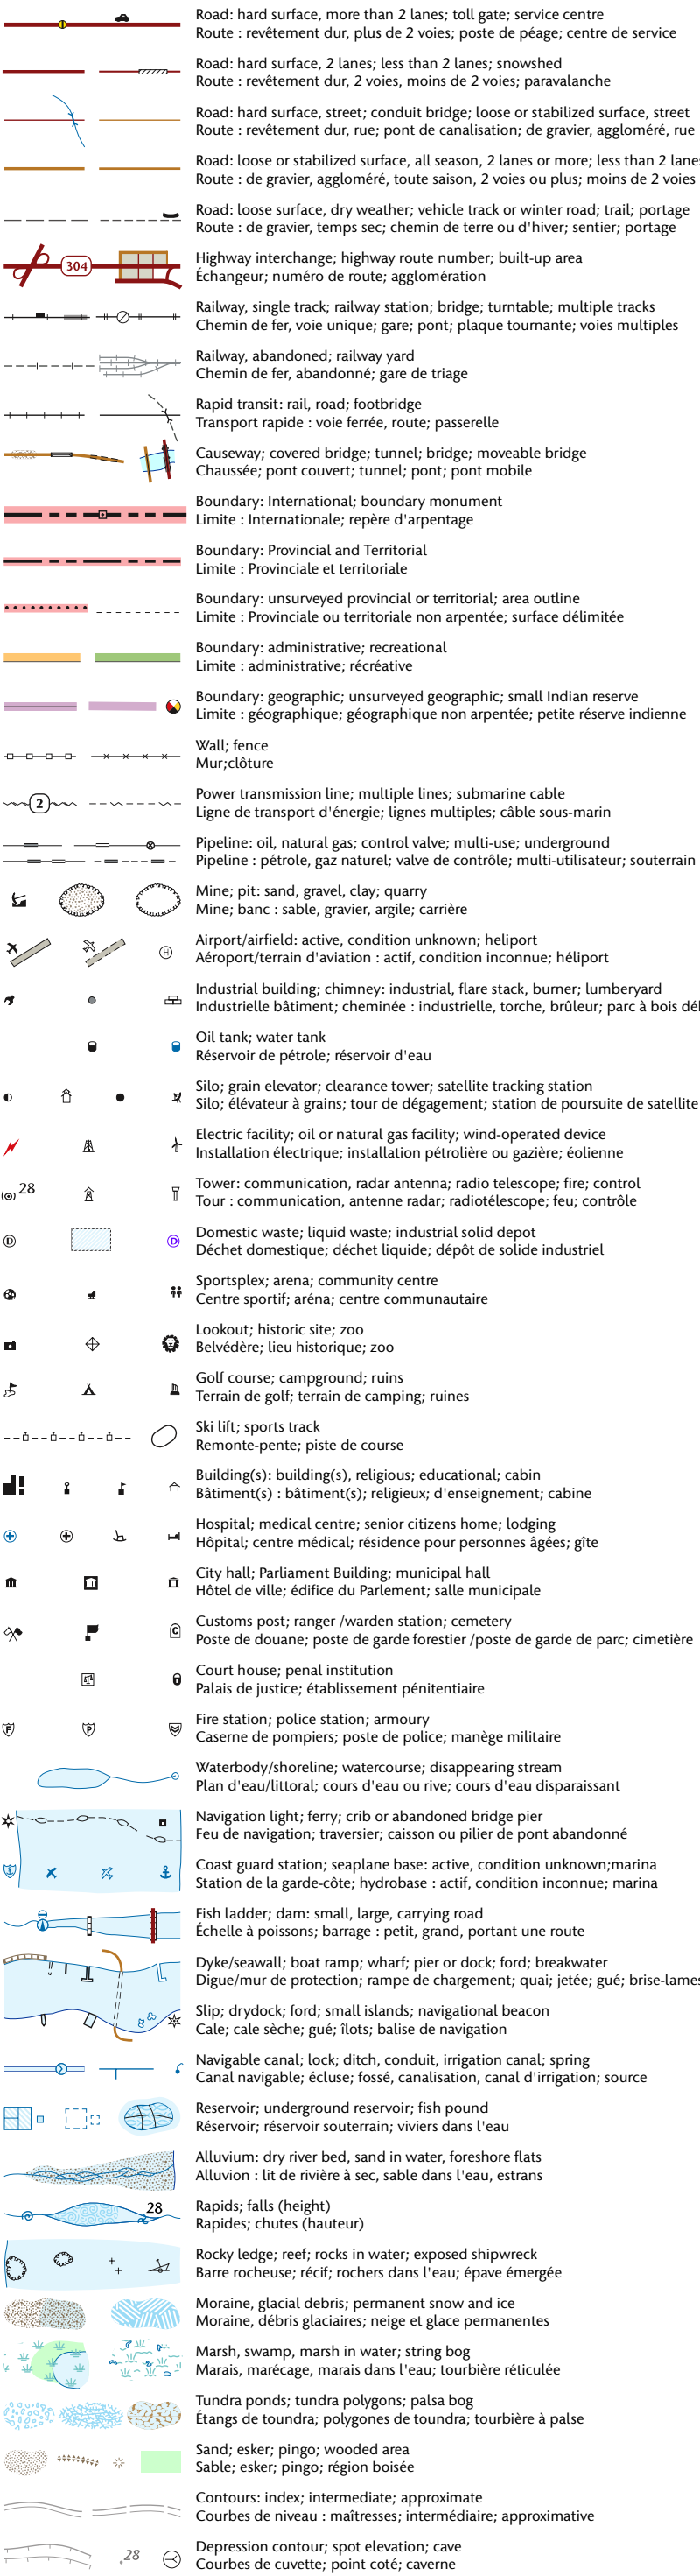 Road: hard surface, more than 2 lanes; toll gate; service centre
Route : revêtement dur, plus de 2 voies; poste de péage; centre de service
Road: hard surface, 2 lanes; less than 2 lanes; snowshed
Route : revêtement dur, 2 voies, moins de 2 voies; paravalanche
Road: hard surface, street; conduit bridge; loose or stabilized surface, street
Route : revêtement dur, rue; pont de canalisation; de gravier, aggloméré, rue
Road: loose or stabilized surface, all season, 2 lanes or more; less than 2 lanes
Route : de gravier, aggloméré, toute saison, 2 voies ou plus; moins de 2 voies
Road: loose surface, dry weather; vehicle track or winter road; trail; portage
Route : de gravier, temps sec; chemin de terre ou d'hiver; sentier; portage
304
Highway interchange; highway route number; built-up area
Échangeur; numéro de route; agglomération
Railway, single track; railway station; bridge; turntable; multiple tracks
Chemin de fer, voie unique; gare; pont; plaque tournante; voies multiples
Railway, abandoned; railway yard
Chemin de fer, abandonné; gare de triage
Rapid transit: rail, road; footbridge
Transport rapide : voie ferrée, route; passerelle
Causeway; covered bridge; tunnel; bridge; moveable bridge
Chaussée; pont couvert; tunnel; pont; pont mobile
Boundary: International; boundary monument
Limite : Internationale; repère d'arpentage
Boundary: Provincial and Territorial
Limite : Provinciale et territoriale
Boundary: unsurveyed provincial or territorial; area outline
Limite : Provinciale ou territoriale non arpentée; surface délimitée
Boundary: administrative; recreational
Limite : administrative; récréative
Boundary: geographic; unsurveyed geographic; small Indian reserve
Limite : géographique; géographique non arpentée; petite réserve indienne
Wall; fence
Mur;clôture
2
Power transmission line; multiple lines; submarine cable
Ligne de transport d'énergie; lignes multiples; câble sous-marin
Pipeline: oil, natural gas; control valve; multi-use; underground
Pipeline : pétrole, gaz naturel; valve de contrôle; multi-utilisateur; souterrain
Mine; pit: sand, gravel, clay; quarry
Mine; banc : sable, gravier, argile; carrière
H
Airport/airfield: active, condition unknown; heliport
Aéroport/terrain d'aviation : actif, condition inconnue; héliport
Industrial building; chimney: industrial, flare stack, burner; lumberyard
Industrielle bâtiment; cheminée : industrielle, torche, brûleur; parc à bois dél
Oil tank; water tank
Réservoir de pétrole; réservoir d'eau
Silo; grain elevator; clearance tower; satellite tracking station
Silo; élévateur à grains; tour de dégagement; station de poursuite de satellite
Electric facility; oil or natural gas facility; wind-operated device
Installation électrique; installation pétrolière ou gazière; éolienne
28
Tower: communication, radar antenna; radio telescope; fire; control
Tour : communication, antenne radar; radiotélescope; feu; contrôle
D D
Domestic waste; liquid waste; industrial solid depot
Déchet domestique; déchet liquide; dépôt de solide industriel
Sportsplex; arena; community centre
Centre sportif; aréna; centre communautaire
Lookout; historic site; zoo
Belvédère; lieu historique; zoo
Golf course; campground; ruins
Terrain de golf; terrain de camping; ruines
Ski lift; sports track
Remonte-pente; piste de course
Building(s): building(s), religious; educational; cabin
Bâtiment(s) : bâtiment(s); religieux; d'enseignement; cabine
Hospital; medical centre; senior citizens home; lodging
Hôpital; centre médical; résidence pour personnes âgées; gîte
City hall; Parliament Building; municipal hall
Hôtel de ville; édifice du Parlement; salle municipale
C
Customs post; ranger /warden station; cemetery
Poste de douane; poste de garde forestier /poste de garde de parc; cimetière
Court house; penal institution
Palais de justice; établissement pénitentiaire
F P
Fire station; police station; armoury
Caserne de pompiers; poste de police; manège militaire
Waterbody/shoreline; watercourse; disappearing stream
Plan d'eau/littoral; cours d'eau ou rive; cours d'eau disparaissant
Navigation light; ferry; crib or abandoned bridge pier
Feu de navigation; traversier; caisson ou pilier de pont abandonné
Coast guard station; seaplane base: active, condition unknown;marina
Station de la garde-côte; hydrobase : actif, condition inconnue; marina
Fish ladder; dam: small, large, carrying road
Échelle à poissons; barrage : petit, grand, portant une route
Dyke/seawall; boat ramp; wharf; pier or dock; ford; breakwater
Digue/mur de protection; rampe de chargement; quai; jetée; gué; brise-lames
Slip; drydock; ford; small islands; navigational beacon
Cale; cale sèche; gué; îlots; balise de navigation
Navigable canal; lock; ditch, conduit, irrigation canal; spring
Canal navigable; écluse; fossé, canalisation, canal d'irrigation; source
Reservoir; underground reservoir; fish pound
Réservoir; réservoir souterrain; viviers dans l'eau
Alluvium: dry river bed, sand in water, foreshore flats
Alluvion : lit de rivière à sec, sable dans l'eau, estrans
28
Rapids; falls (height)
Rapides; chutes (hauteur)
Rocky ledge; reef; rocks in water; exposed shipwreck
Barre rocheuse; récif; rochers dans l'eau; épave émergée
Moraine, glacial debris; permanent snow and ice
Moraine, débris glaciaires; neige et glace permanentes
Marsh, swamp, marsh in water; string bog
Marais, marécage, marais dans l'eau; tourbière réticulée
Tundra ponds; tundra polygons; palsa bog
Étangs de toundra; polygones de toundra; tourbière à palse
Sand; esker; pingo; wooded area
Sable; esker; pingo; région boisée
Contours: index; intermediate; approximate
Courbes de niveau : maîtresses; intermédiaire; approximative
.28
Depression contour; spot elevation; cave
Courbes de cuvette; point coté; caverne